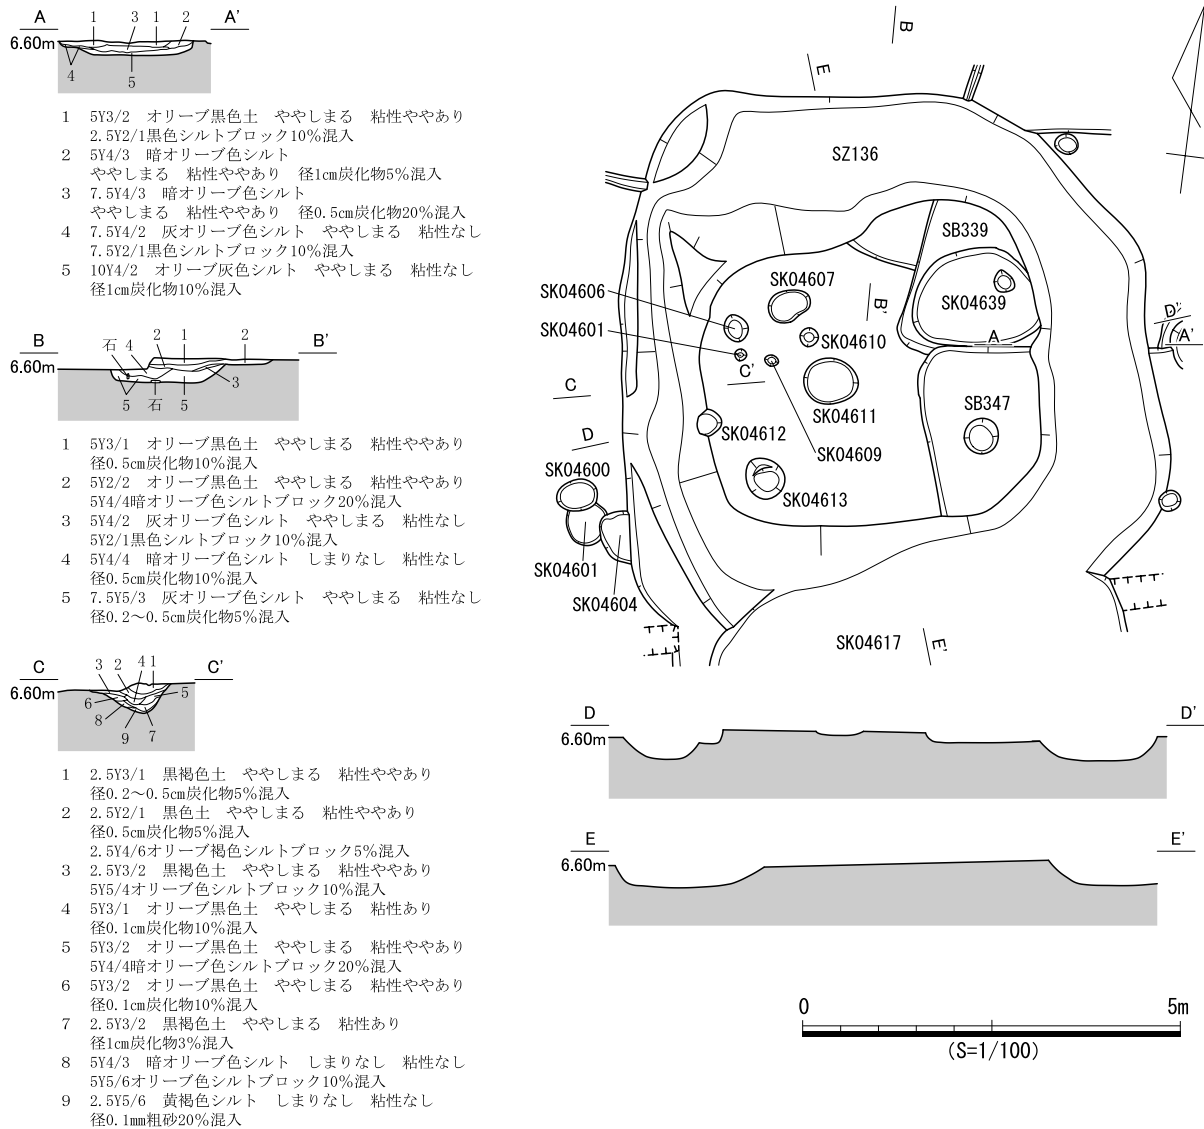 A 1 3 1 2 A'
6.60m
4 5
1 5Y3/2 オリーブ黒色土 ややしまる 粘性ややあり
2.5Y2/1黒色シルトブロック10%混入
2 5Y4/3 暗オリーブ色シルト
ややしまる 粘性ややあり 径1cm炭化物5%混入
3 7.5Y4/3 暗オリーブ色シルト
ややしまる 粘性ややあり 径0.5cm炭化物20%混入
4 7.5Y4/2 灰オリーブ色シルト ややしまる 粘性なし
7.5Y2/1黒色シルトブロック10%混入
5 10Y4/2 オリーブ灰色シルト ややしまる 粘性なし
径1cm炭化物10%混入
B 石 4 2 1 2 B'
6.60m
5 石 5 3
1 5Y3/1 オリーブ黒色土 ややしまる 粘性ややあり
径0.5cm炭化物10%混入
2 5Y2/2 オリーブ黒色土 ややしまる 粘性ややあり
5Y4/4暗オリーブ色シルトブロック20%混入
3 5Y4/2 灰オリーブ色シルト ややしまる 粘性なし
5Y2/1黒色シルトブロック10%混入
4 5Y4/4 暗オリーブ色シルト しまりなし 粘性なし
径0.5cm炭化物10%混入
5 7.5Y5/3 灰オリーブ色シルト ややしまる 粘性なし
径0.2～0.5cm炭化物5%混入
C 3 2 4 1 C'
6.60m
6 5
8 9 7
1 2.5Y3/1 黒褐色土 ややしまる 粘性ややあり
径0.2～0.5cm炭化物5%混入
2 2.5Y2/1 黒色土 ややしまる 粘性ややあり
径0.5cm炭化物5%混入
2.5Y4/6オリーブ褐色シルトブロック5%混入
3 2.5Y3/2 黒褐色土 ややしまる 粘性ややあり
5Y5/4オリーブ色シルトブロック10%混入
4 5Y3/1 オリーブ黒色土 ややしまる 粘性あり
径0.1cm炭化物10%混入
5 5Y3/2 オリーブ黒色土 ややしまる 粘性ややあり
5Y4/4暗オリーブ色シルトブロック20%混入
6 5Y3/2 オリーブ黒色土 ややしまる 粘性ややあり
径0.1cm炭化物10%混入
7 2.5Y3/2 黒褐色土 ややしまる 粘性あり
径1cm炭化物3%混入
8 5Y4/3 暗オリーブ色シルト しまりなし 粘性なし
5Y5/6オリーブ色シルトブロック10%混入
9 2.5Y5/6 黄褐色シルト しまりなし 粘性なし
径0.1mm粗砂20%混入
B
E
SZ136
SB339
SK04607
SK04606
B'
SK04639
SK04601
SK04610
A
D'
A'
C'
C
SK04611
SB347
SK04612
D
SK04609
SK04600
SK04613
SK04601
SK04604
SK04617
E'
D D'
6.60m
E E'
6.60m
0 5m
(S=1/100)